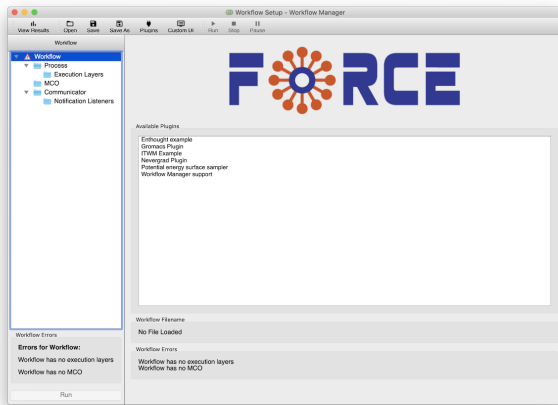 Workflow Setup - Workflow Manager
View Results Open Save Save As Plugins Custom UI Run Stop Pause
Workflow
Workflow
Process
Execution Layers
MCO
Communicator
Notification Listeners
FORCE
Available Plugins
Enthought example
Gromacs Plugin
ITWM Example
Nevergrad Plugin
Potential energy surface sampler
Workflow Manager support
Workflow Filename
No File Loaded
Workflow Errors
Workflow has no execution layers
Workflow has no MCO
Workflow Errors
Errors for Workflow:
Workflow has no execution layers
Workflow has no MCO
Run